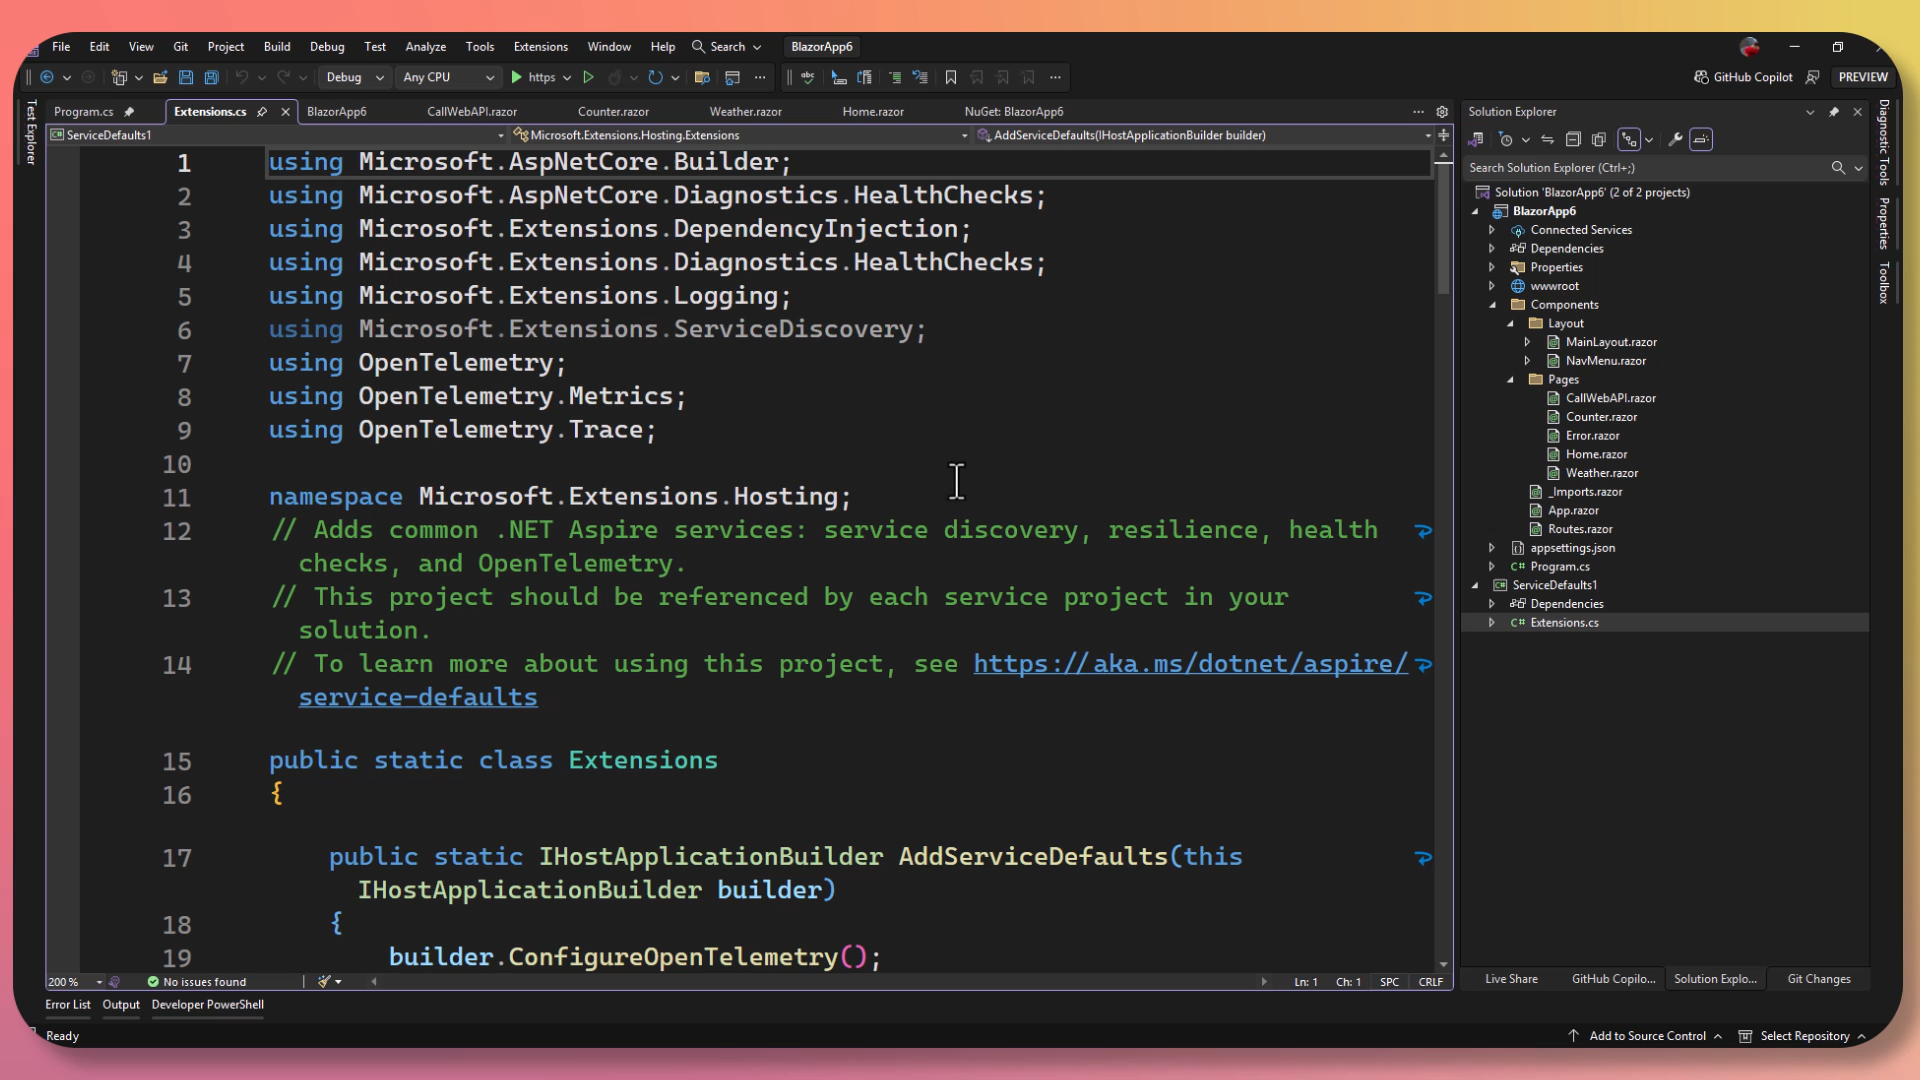 File Edit View Git Project Build Debug Test Analyze Tools Extensions Window Help Search BlazorApp6
Debug Any CPU https GitHub Copilot PREVIEW
Test Explorer
Program.cs Extensions.cs BlazorApp6 CallWebAPI.razor Counter.razor Weather.razor Home.razor NuGet: BlazorApp6
ServiceDefaults1 Microsoft.Extensions.Hosting.Extensions AddServiceDefaults(IHostApplicationBuilder builder)
1 using Microsoft.AspNetCore.Builder;
2 using Microsoft.AspNetCore.Diagnostics.HealthChecks;
3 using Microsoft.Extensions.DependencyInjection;
4 using Microsoft.Extensions.Diagnostics.HealthChecks;
5 using Microsoft.Extensions.Logging;
6 using Microsoft.Extensions.ServiceDiscovery;
7 using OpenTelemetry;
8 using OpenTelemetry.Metrics;
9 using OpenTelemetry.Trace;
10
11 namespace Microsoft.Extensions.Hosting;
12 // Adds common .NET Aspire services: service discovery, resilience, health
checks, and OpenTelemetry.
13 // This project should be referenced by each service project in your
solution.
14 // To learn more about using this project, see https://aka.ms/dotnet/aspire/
service-defaults
15 public static class Extensions
16 {
17 public static IHostApplicationBuilder AddServiceDefaults(this
IHostApplicationBuilder builder)
18 {
19 builder.ConfigureOpenTelemetry();
200 % No issues found Ln: 1 Ch: 1 SPC CRLF
Error List Output Developer PowerShell
Ready Add to Source Control Select Repository
Solution Explorer
Search Solution Explorer (Ctrl+;)
Solution 'BlazorApp6' (2 of 2 projects)
BlazorApp6
Connected Services
Dependencies
Properties
wwwroot
Components
Layout
MainLayout.razor
NavMenu.razor
Pages
CallWebAPI.razor
Counter.razor
Error.razor
Home.razor
Weather.razor
_Imports.razor
App.razor
Routes.razor
appsettings.json
C# Program.cs
ServiceDefaults1
Dependencies
C# Extensions.cs
Live Share GitHub Copilo... Solution Explo... Git Changes
Diagnostic Tools
Properties
Toolbox